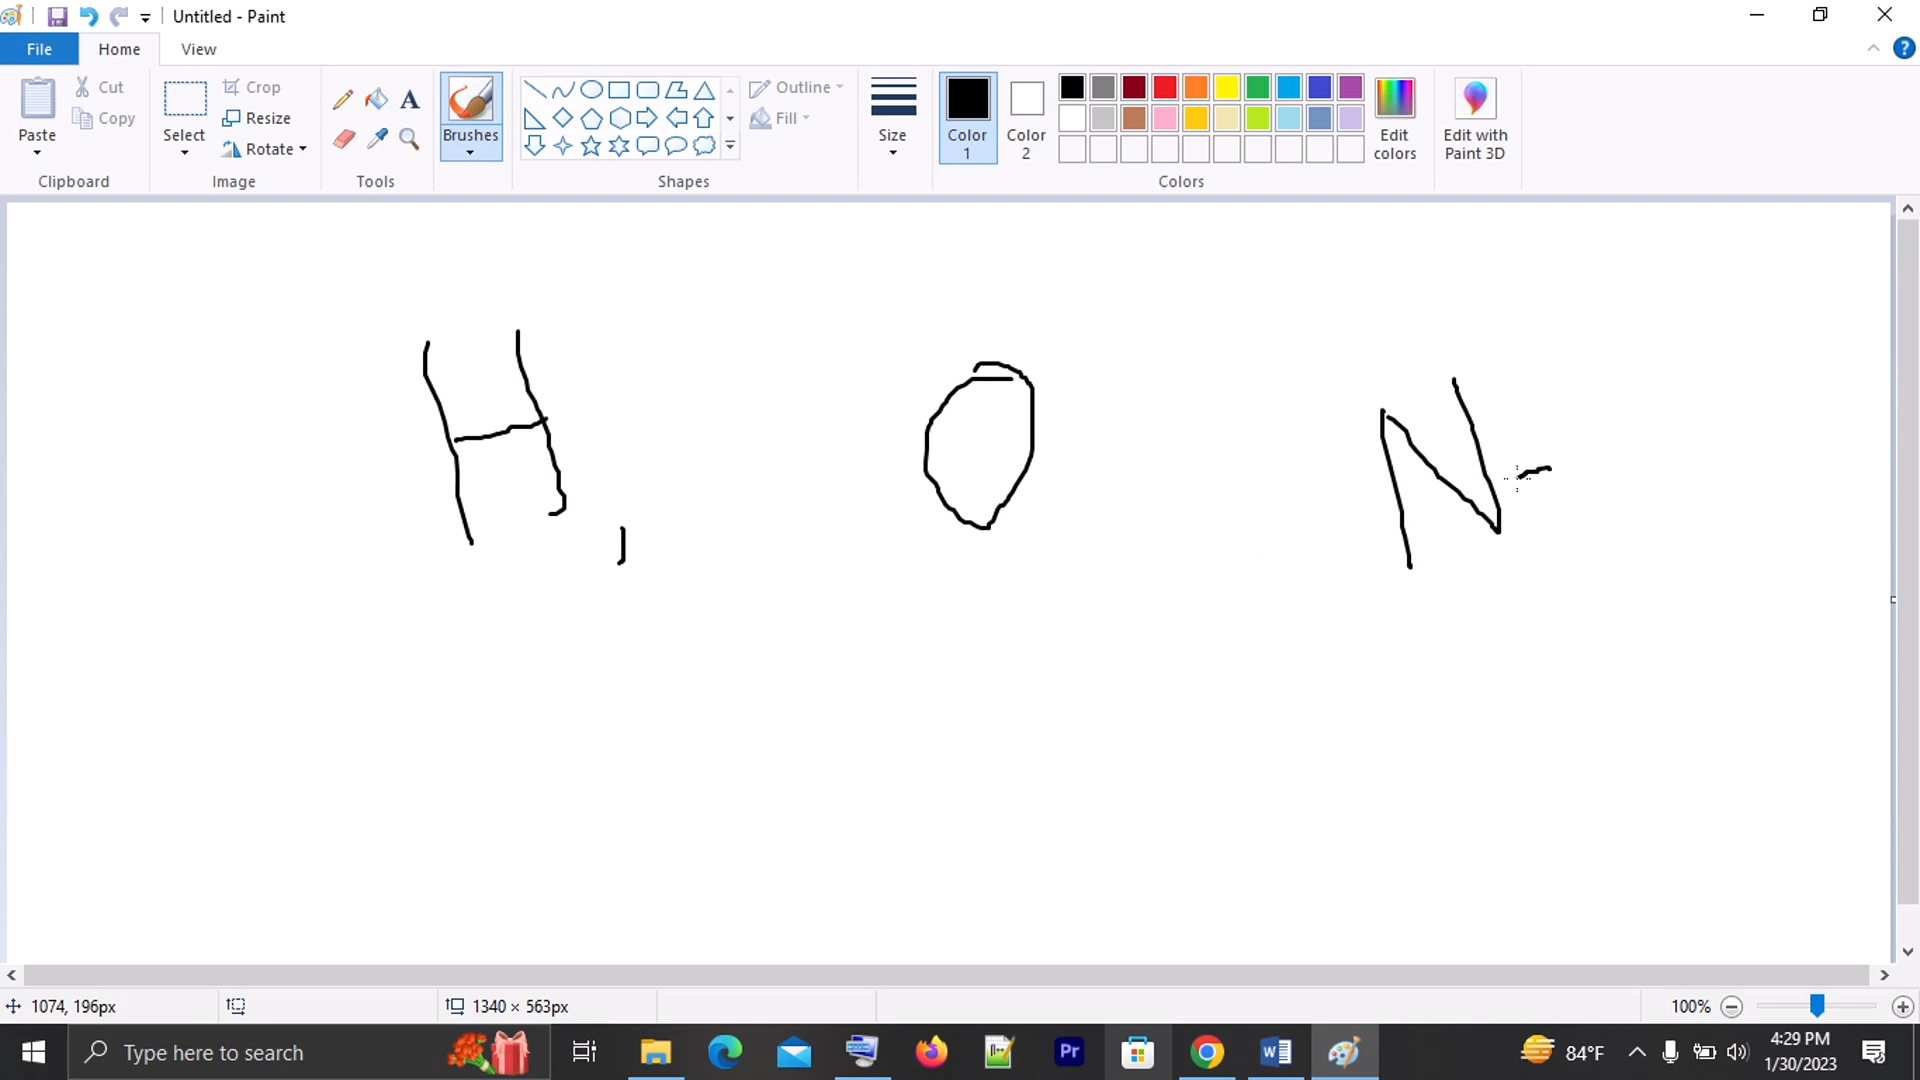 Untitled - Paint
File Home View
Paste Cut Copy Clipboard
Select Crop Resize Rotate Image
Tools
Brushes
Shapes
Outline Fill
Size
Color 1 Color 2 Edit colors Colors
Edit with Paint 3D
H, O N -
1074, 196px 1340 × 563px 100%
Type here to search Pr 84°F 4:29 PM
1/30/2023